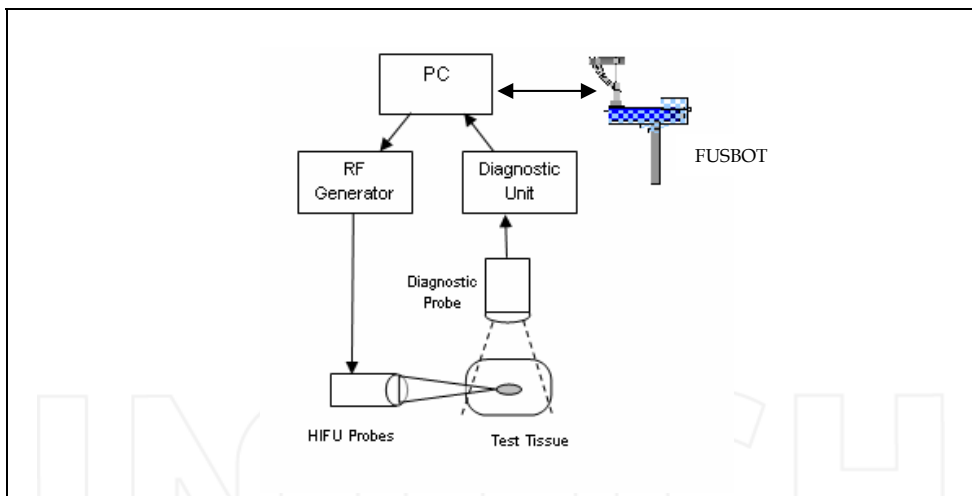 PC
FUSBOT
RF
Generator
Diagnostic
Unit
Diagnostic
Probe
HIFU Probes
Test Tissue